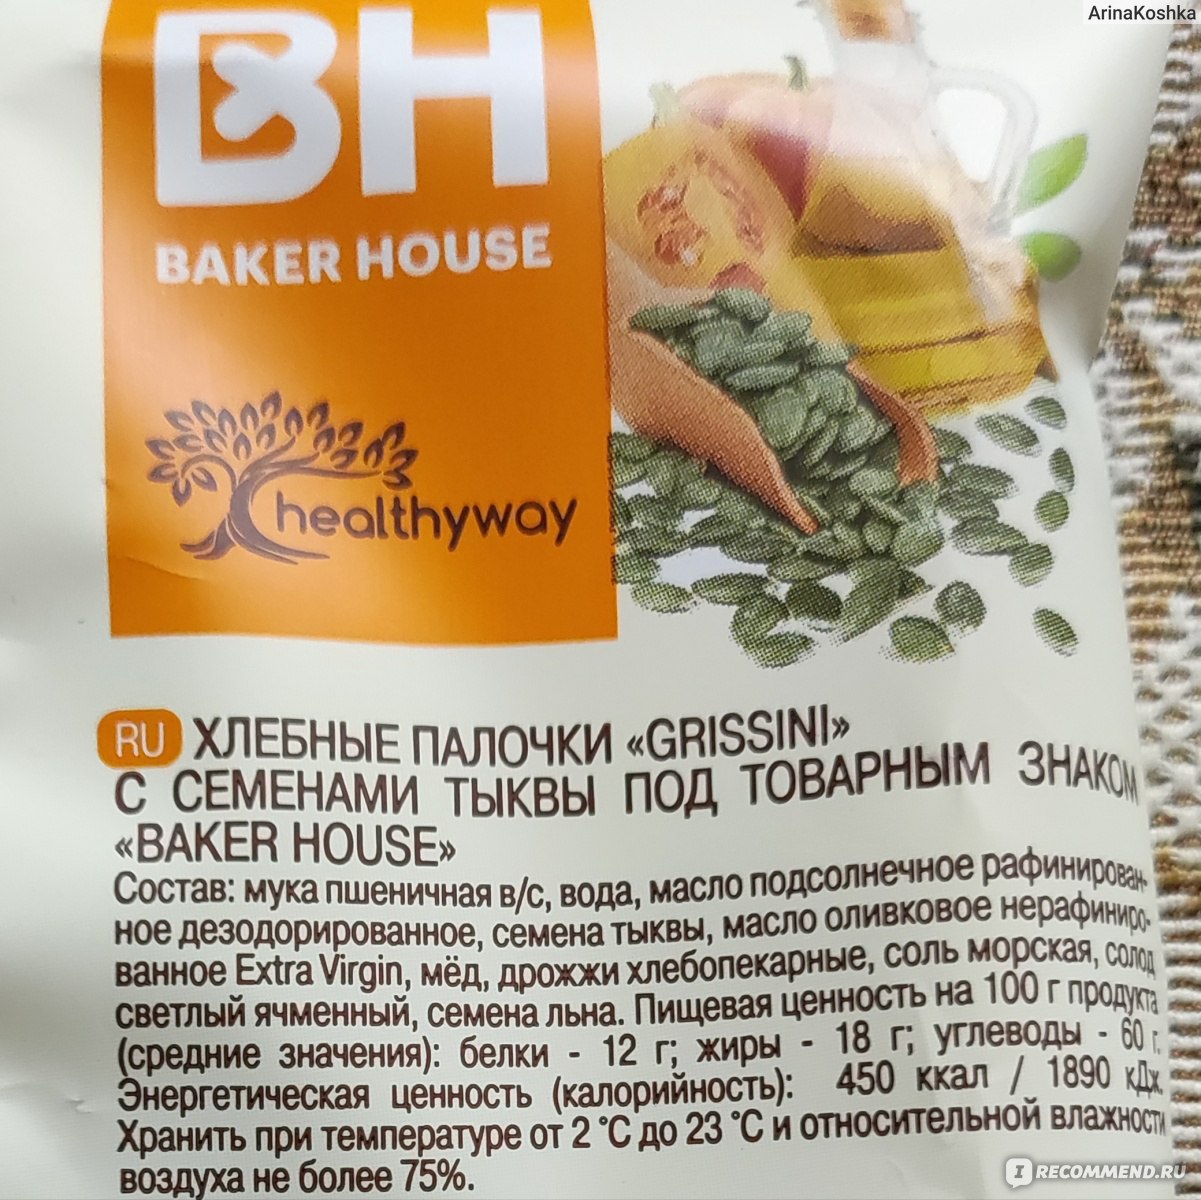 ArinaKoshka
BH
BAKER HOUSE
healthyway
RU ХЛЕБНЫЕ ПАЛОЧКИ «GRISSINI»
С СЕМЕНАМИ ТЫКВЫ ПОД ТОВАРНЫМ ЗНАКОМ
«BAKER HOUSE»
Состав: мука пшеничная в/с, вода, масло подсолнечное рафинирован-
ное дезодорированное, семена тыквы, масло оливковое нерафиниро-
ванное Extra Virgin, мёд, дрожжи хлебопекарные, соль морская, солод
светлый ячменный, семена льна. Пищевая ценность на 100 г продукта
(средние значения): белки - 12 г; жиры - 18 г; углеводы - 60 г.
Энергетическая ценность (калорийность): 450 ккал / 1890 кДж.
Хранить при температуре от 2 °С до 23 °С и относительной влажности
воздуха не более 75%.
IRECOMMEND.RU